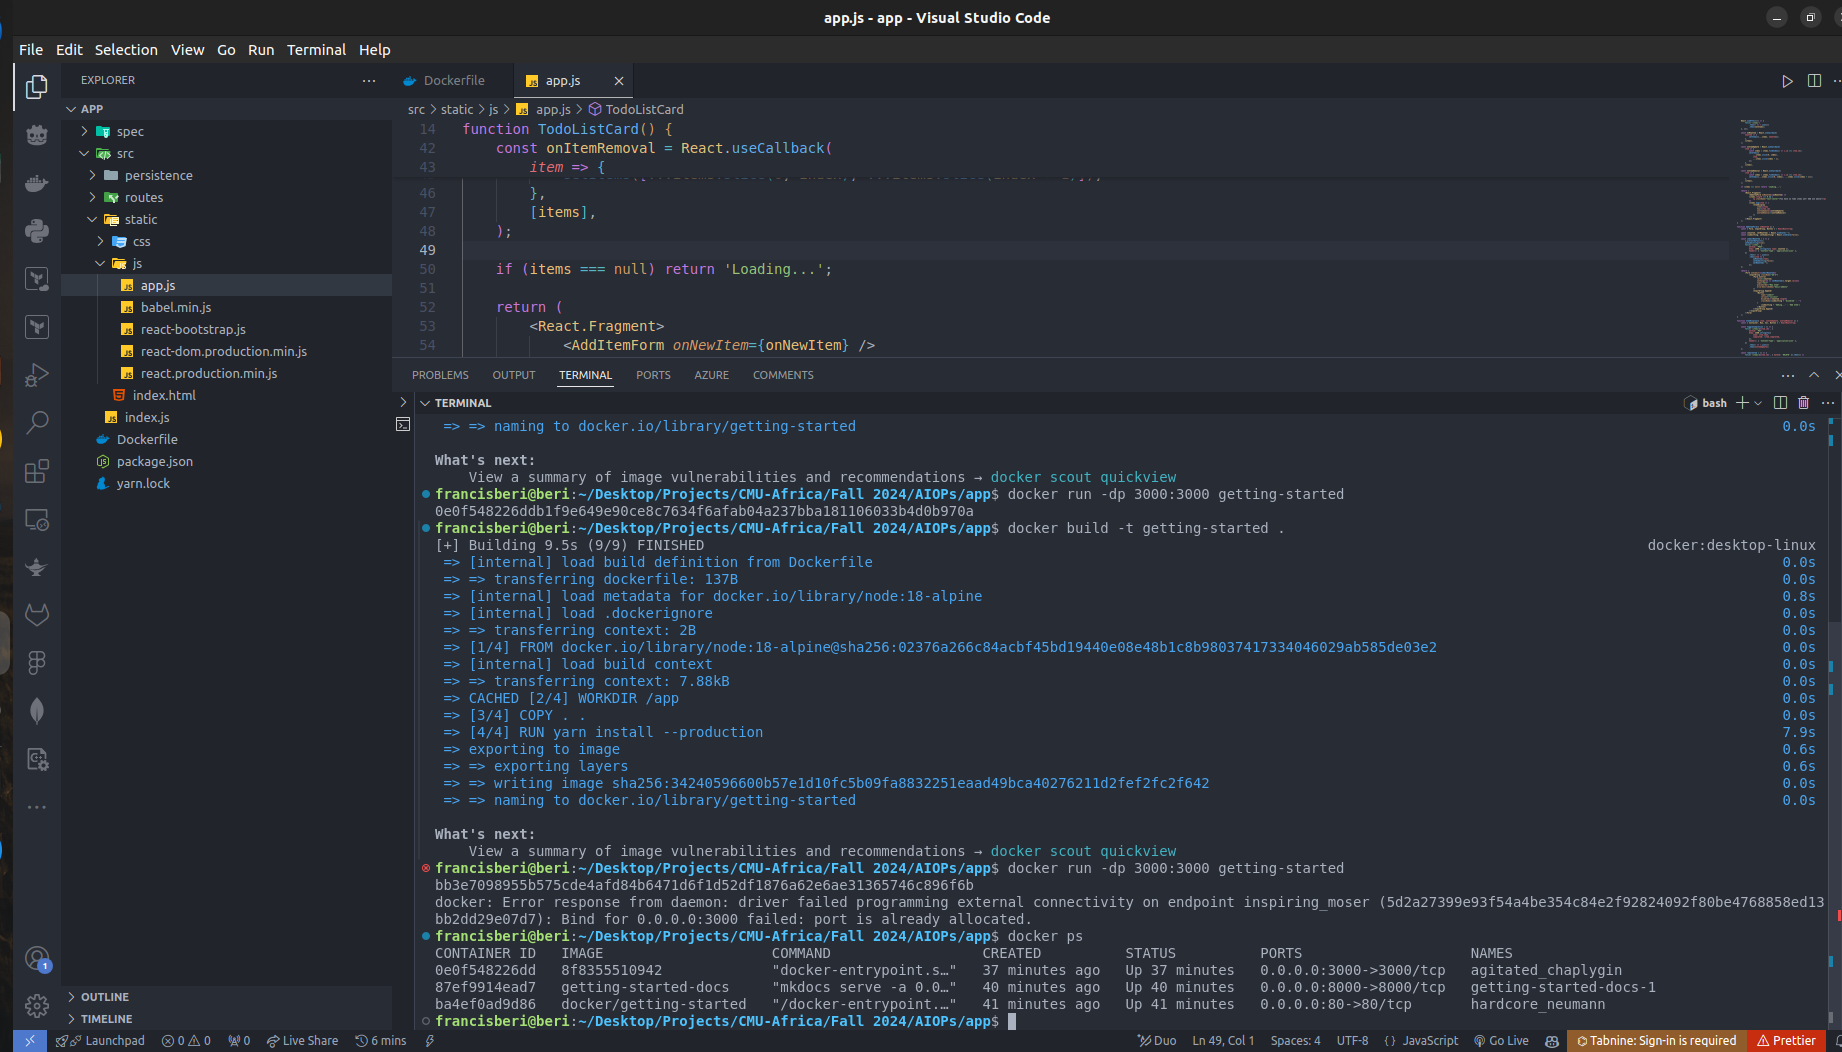 app.js - app - Visual Studio Code
File Edit Selection View Go Run Terminal Help
EXPLORER
Dockerfile
app.js
APP
spec
src
persistence
routes
static
css
js
app.js
babel.min.js
react-bootstrap.js
react-dom.production.min.js
react.production.min.js
index.html
index.js
Dockerfile
package.json
yarn.lock
OUTLINE
TIMELINE
src > static > js > app.js > TodoListCard
14 function TodoListCard() {
42 const onItemRemoval = React.useCallback(
43 item => {
46 },
47 [items],
48 );
49
50 if (items === null) return 'Loading...';
51
52 return (
53 <React.Fragment>
54 <AddItemForm onNewItem={onNewItem} />
PROBLEMS OUTPUT TERMINAL PORTS AZURE COMMENTS
TERMINAL
bash
=> => naming to docker.io/library/getting-started 0.0s
What's next:
View a summary of image vulnerabilities and recommendations → docker scout quickview
francisberi@beri:~/Desktop/Projects/CMU-Africa/Fall 2024/AIOPs/app$ docker run -dp 3000:3000 getting-started
0e0f548226ddb1f9e649e90ce8c7634f6afab04a237bba181106033b4d0b970a
francisberi@beri:~/Desktop/Projects/CMU-Africa/Fall 2024/AIOPs/app$ docker build -t getting-started .
[+] Building 9.5s (9/9) FINISHED docker:desktop-linux
=> [internal] load build definition from Dockerfile 0.0s
=> => transferring dockerfile: 137B 0.0s
=> [internal] load metadata for docker.io/library/node:18-alpine 0.8s
=> [internal] load .dockerignore 0.0s
=> => transferring context: 2B 0.0s
=> [1/4] FROM docker.io/library/node:18-alpine@sha256:02376a266c84acbf45bd19440e08e48b1c8b98037417334046029ab585de03e2 0.0s
=> [internal] load build context 0.0s
=> => transferring context: 7.88kB 0.0s
=> CACHED [2/4] WORKDIR /app 0.0s
=> [3/4] COPY . . 0.0s
=> [4/4] RUN yarn install --production 7.9s
=> exporting to image 0.6s
=> => exporting layers 0.6s
=> => writing image sha256:34240596600b57e1d10fc5b09fa8832251eaad49bca40276211d2fef2fc2f642 0.0s
=> => naming to docker.io/library/getting-started 0.0s
What's next:
View a summary of image vulnerabilities and recommendations → docker scout quickview
francisberi@beri:~/Desktop/Projects/CMU-Africa/Fall 2024/AIOPs/app$ docker run -dp 3000:3000 getting-started
bb3e7098955b575cde4afd84b6471d6f1d52df1876a62e6ae31365746c896f6b
docker: Error response from daemon: driver failed programming external connectivity on endpoint inspiring_moser (5d2a27399e93f54a4be354c84e2f92824092f80be4768858ed13
bb2dd29e07d7): Bind for 0.0.0.0:3000 failed: port is already allocated.
francisberi@beri:~/Desktop/Projects/CMU-Africa/Fall 2024/AIOPs/app$ docker ps
CONTAINER ID IMAGE COMMAND CREATED STATUS PORTS NAMES
0e0f548226dd 8f8355510942 "docker-entrypoint.s…" 37 minutes ago Up 37 minutes 0.0.0.0:3000->3000/tcp agitated_chaplygin
87ef9914ead7 getting-started-docs "mkdocs serve -a 0.0…" 40 minutes ago Up 40 minutes 0.0.0.0:8000->8000/tcp getting-started-docs-1
ba4ef0ad9d86 docker/getting-started "/docker-entrypoint.…" 41 minutes ago Up 41 minutes 0.0.0.0:80->80/tcp hardcore_neumann
francisberi@beri:~/Desktop/Projects/CMU-Africa/Fall 2024/AIOPs/app$
1
Launchpad 0 0 0 Live Share 6 mins Duo Ln 49, Col 1 Spaces: 4 UTF-8 {} JavaScript Go Live Tabnine: Sign-in is required Prettier